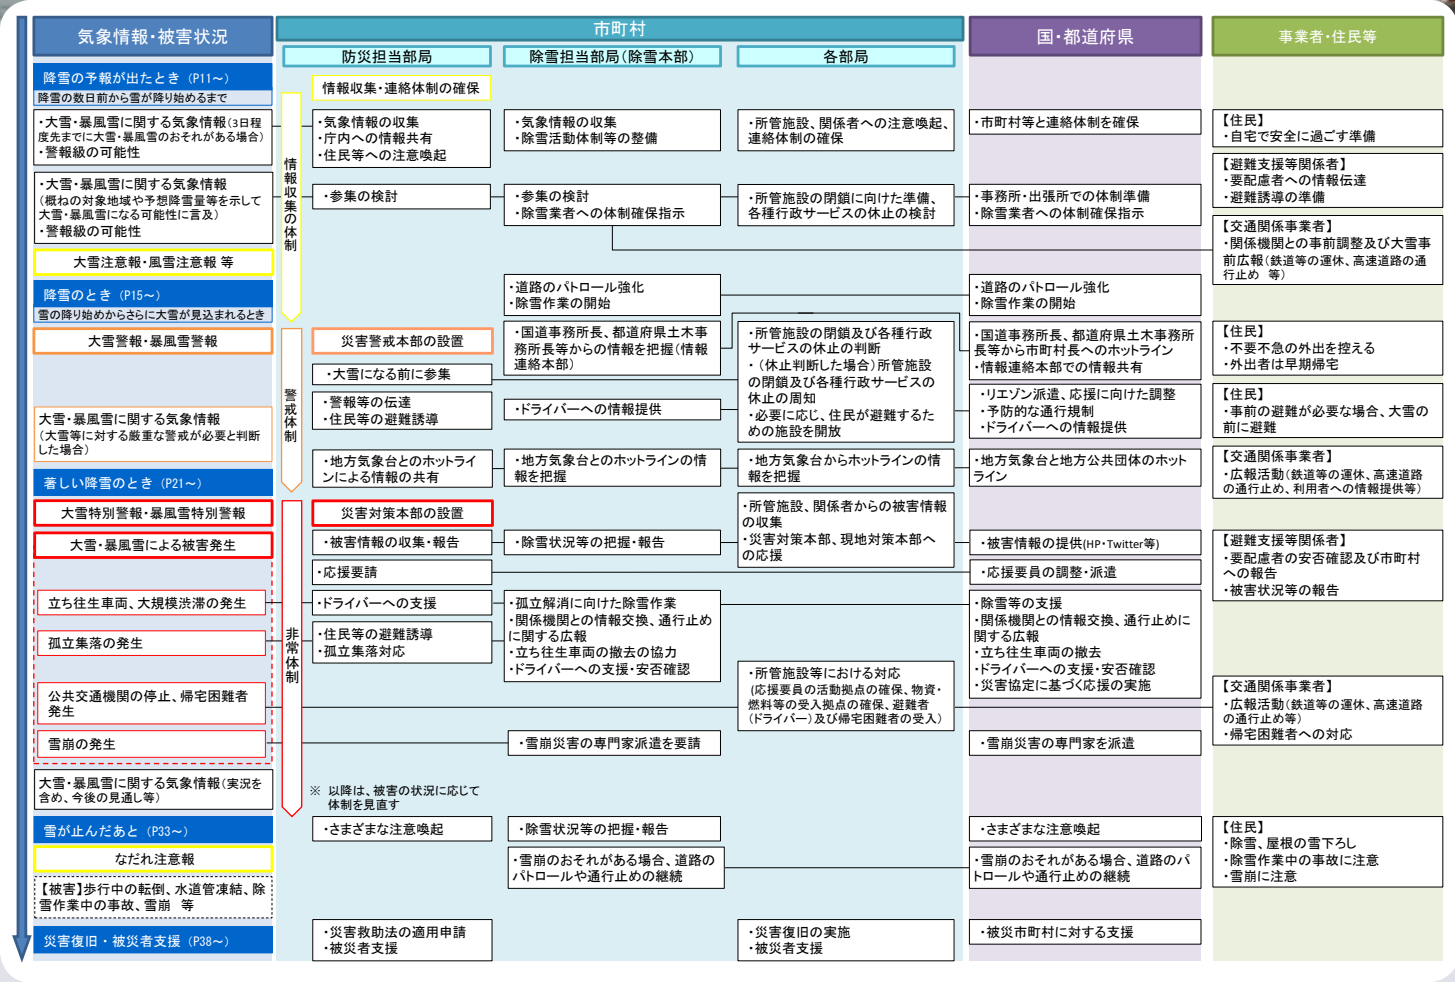 気象情報・被害状況
市町村
国・都道府県
事業者・住民等
防災担当部局
除雪担当部局（除雪本部）
各部局
降雪の予報が出たとき（P11～）
降雪の数日前から雪が降り始めるまで
情報収集・連絡体制の確保
・大雪・暴風雪に関する気象情報（3日程
度先までに大雪・暴風雪のおそれがある場合）
・警報級の可能性
・気象情報の収集
・庁内への情報共有
・住民等への注意喚起
・気象情報の収集
・除雪活動体制等の整備
・所管施設、関係者への注意喚起、
連絡体制の確保
・市町村等と連絡体制を確保
【住民】
・自宅で安全に過ごす準備
情報収集の体制
・大雪・暴風雪に関する気象情報
（概ねの対象地域や予想降雪量等を示して
大雪・暴風雪になる可能性に言及）
・警報級の可能性
・参集の検討
・参集の検討
・除雪業者への体制確保指示
・所管施設の閉鎖に向けた準備、
各種行政サービスの休止の検討
・事務所・出張所での体制準備
・除雪業者への体制確保指示
【避難支援等関係者】
・要配慮者への情報伝達
・避難誘導の準備
【交通関係事業者】
・関係機関との事前調整及び大雪事
前広報（鉄道等の運休、高速道路の通
行止め 等）
大雪注意報・風雪注意報 等
降雪のとき（P15～）
雪の降り始めからさらに大雪が見込まれるとき
・道路のパトロール強化
・除雪作業の開始
・道路のパトロール強化
・除雪作業の開始
大雪警報・暴風雪警報
警戒体制
災害警戒本部の設置
・大雪になる前に参集
・国道事務所長、都道府県土木事
務所長等からの情報を把握（情報
連絡本部）
・所管施設の閉鎖及び各種行政
サービスの休止の判断
・（休止判断した場合）所管施設
の閉鎖及び各種行政サービスの
休止の周知
・必要に応じ、住民が避難するた
めの施設を開放
・国道事務所長、都道府県土木事務所
長等から市町村長へのホットライン
・情報連絡本部での情報共有
【住民】
・不要不急の外出を控える
・外出者は早期帰宅
・警報等の伝達
・住民等の避難誘導
・ドライバーへの情報提供
・リエゾン派遣、応援に向けた調整
・予防的な通行規制
・ドライバーへの情報提供
【住民】
・事前の避難が必要な場合、大雪の
前に避難
大雪・暴風雪に関する気象情報
（大雪等に対する厳重な警戒が必要と判断
した場合）
・地方気象台とのホットライ
ンによる情報の共有
・地方気象台とのホットラインの情
報を把握
・地方気象台からホットラインの情
報を把握
・地方気象台と地方公共団体のホット
ライン
【交通関係事業者】
・広報活動（鉄道等の運休、高速道路
の通行止め、利用者への情報提供等）
著しい降雪のとき（P21～）
大雪特別警報・暴風雪特別警報
非常体制
災害対策本部の設置
・所管施設、関係者からの被害情報
の収集
・災害対策本部、現地対策本部へ
の応援
大雪・暴風雪による被害発生
・被害情報の収集・報告
・除雪状況等の把握・報告
・被害情報の提供(HP・Twitter等)
【避難支援等関係者】
・要配慮者の安否確認及び市町村
への報告
・被害状況等の報告
・応援要請
・応援要員の調整・派遣
立ち往生車両、大規模渋滞の発生
・ドライバーへの支援
・孤立解消に向けた除雪作業
・関係機関との情報交換、通行止め
に関する広報
・立ち往生車両の撤去の協力
・ドライバーへの支援・安否確認
・除雪等の支援
・関係機関との情報交換、通行止めに
関する広報
・立ち往生車両の撤去
・ドライバーへの支援・安否確認
・災害協定に基づく応援の実施
孤立集落の発生
・住民等の避難誘導
・孤立集落対応
公共交通機関の停止、帰宅困難者
発生
・所管施設等における対応
（応援要員の活動拠点の確保、物資・
燃料等の受入拠点の確保、避難者
（ドライバー）及び帰宅困難者の受入）
【交通関係事業者】
・広報活動（鉄道等の運休、高速道路
の通行止め等）
・帰宅困難者への対応
雪崩の発生
・雪崩災害の専門家派遣を要請
・雪崩災害の専門家を派遣
大雪・暴風雪に関する気象情報（実況を
含め、今後の見通し等）
※ 以降は、被害の状況に応じて
体制を見直す
雪が止んだあと（P33～）
・さまざまな注意喚起
・除雪状況等の把握・報告
・さまざまな注意喚起
【住民】
・除雪、屋根の雪下ろし
・除雪作業中の事故に注意
・雪崩に注意
なだれ注意報
・雪崩のおそれがある場合、道路の
パトロールや通行止めの継続
・雪崩のおそれがある場合、道路のパ
トロールや通行止めの継続
【被害】歩行中の転倒、水道管凍結、除
雪作業中の事故、雪崩 等
災害復旧・被災者支援（P38～）
・災害救助法の適用申請
・被災者支援
・災害復旧の実施
・被災者支援
・被災市町村に対する支援